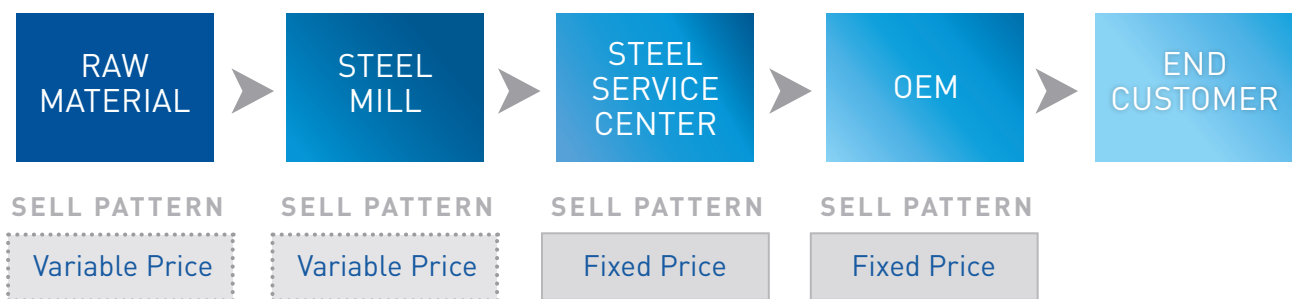 RAW
MATERIAL
STEEL
MILL
STEEL
SERVICE
CENTER
OEM
END
CUSTOMER
SELL PATTERN
SELL PATTERN
SELL PATTERN
SELL PATTERN
Variable Price
Variable Price
Fixed Price
Fixed Price